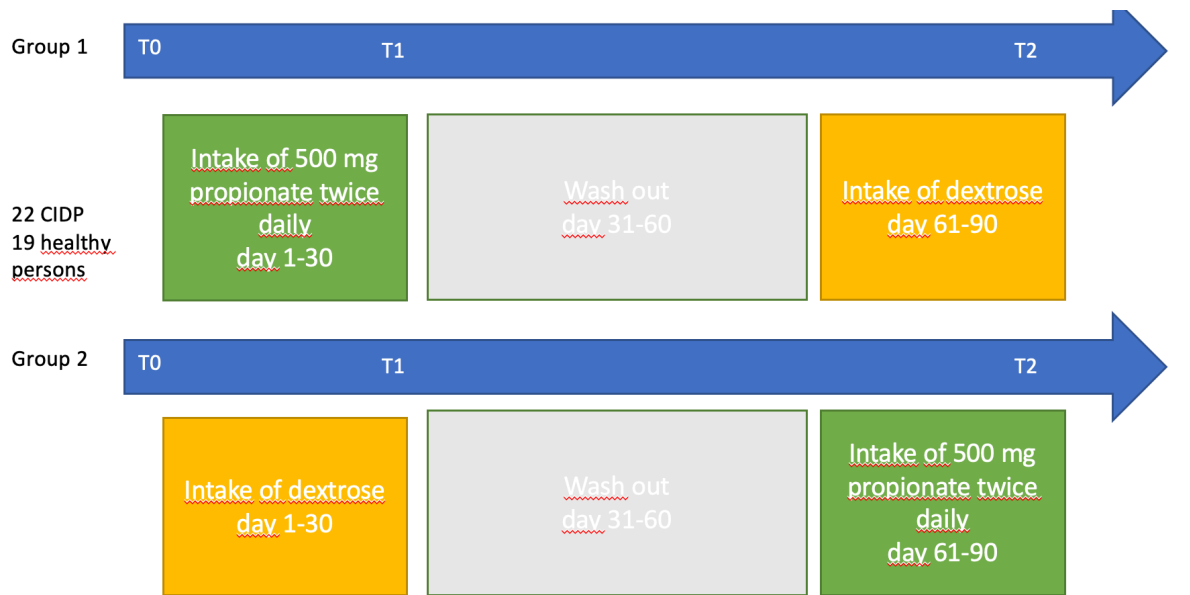 Group 1
T0
T1
T2
Intake of 500 mg
propionate twice
daily
day 1-30
Wash out
day 31-60
Intake of dextrose
day 61-90
22 CIDP
19 healthy
persons
Group 2
T0
T1
T2
Intake of dextrose
day 1-30
Wash out
day 31-60
Intake of 500 mg
propionate twice
daily
day 61-90